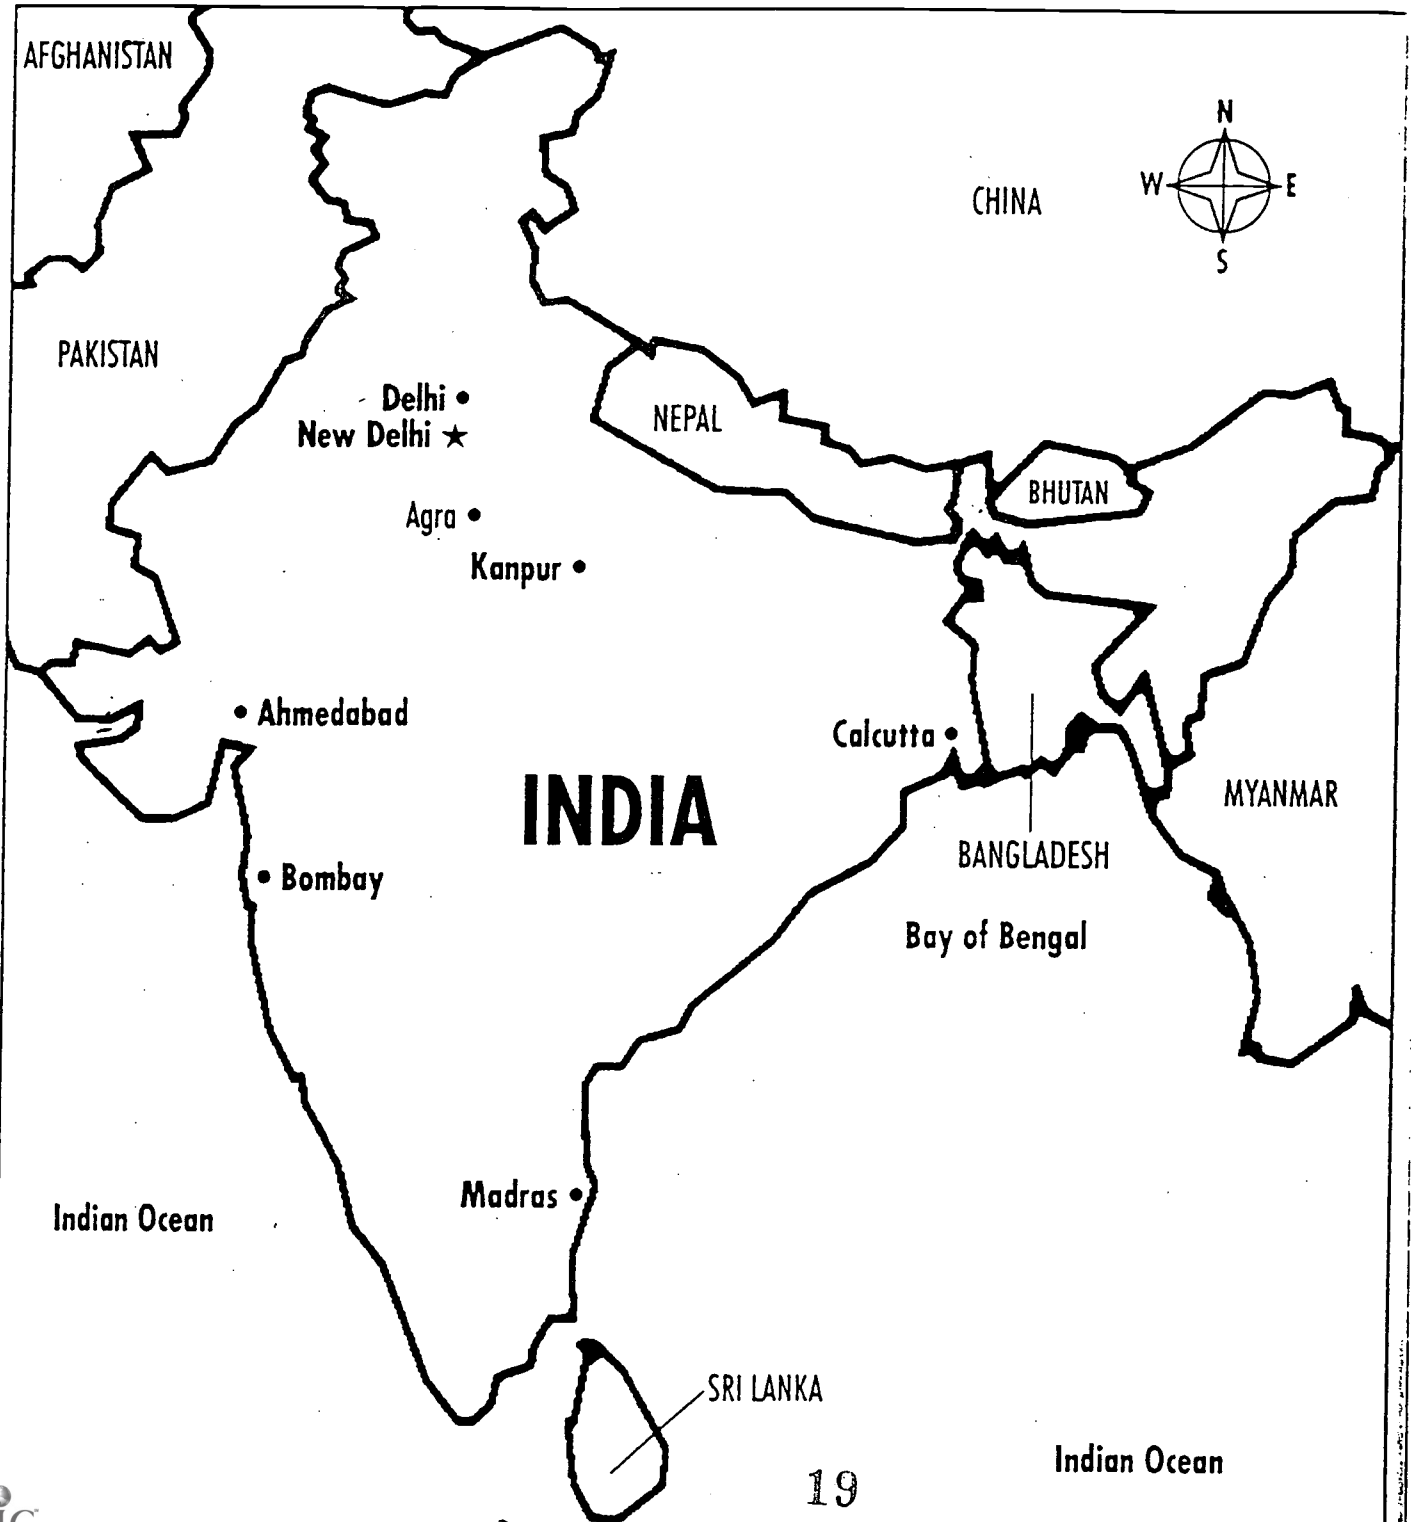 AFGHANISTAN
N
CHINA
W E
S
PAKISTAN
Delhi
New Delhi
NEPAL
BHUTAN
Agra
Kanpur
Ahmedabad
Calcutta
INDIA
MYANMAR
BANGLADESH
Bombay
Bay of Bengal
Madras
Indian Ocean
SRI LANKA
Indian Ocean
19